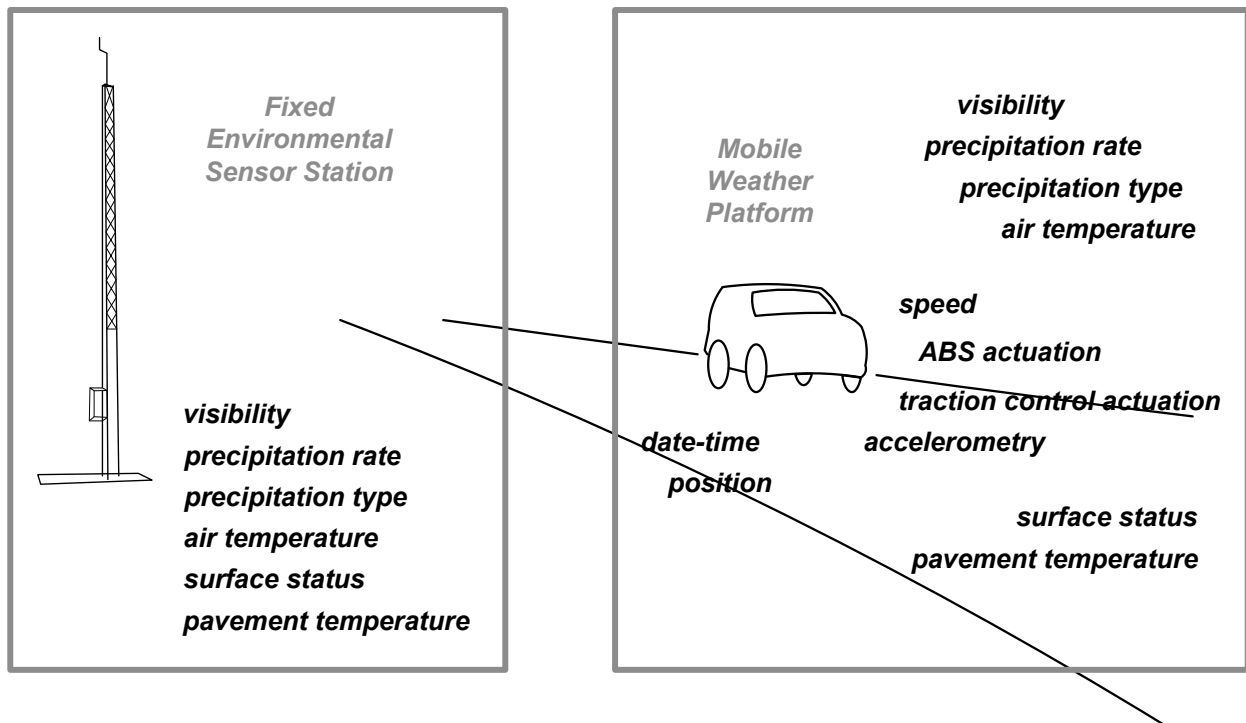 Fixed
Environmental
Sensor Station
visibility
precipitation rate
precipitation type
air temperature
surface status
pavement temperature
Mobile
Weather
Platform
visibility
precipitation rate
precipitation type
air temperature
speed
ABS actuation
traction control actuation
accelerometry
date-time
position
surface status
pavement temperature